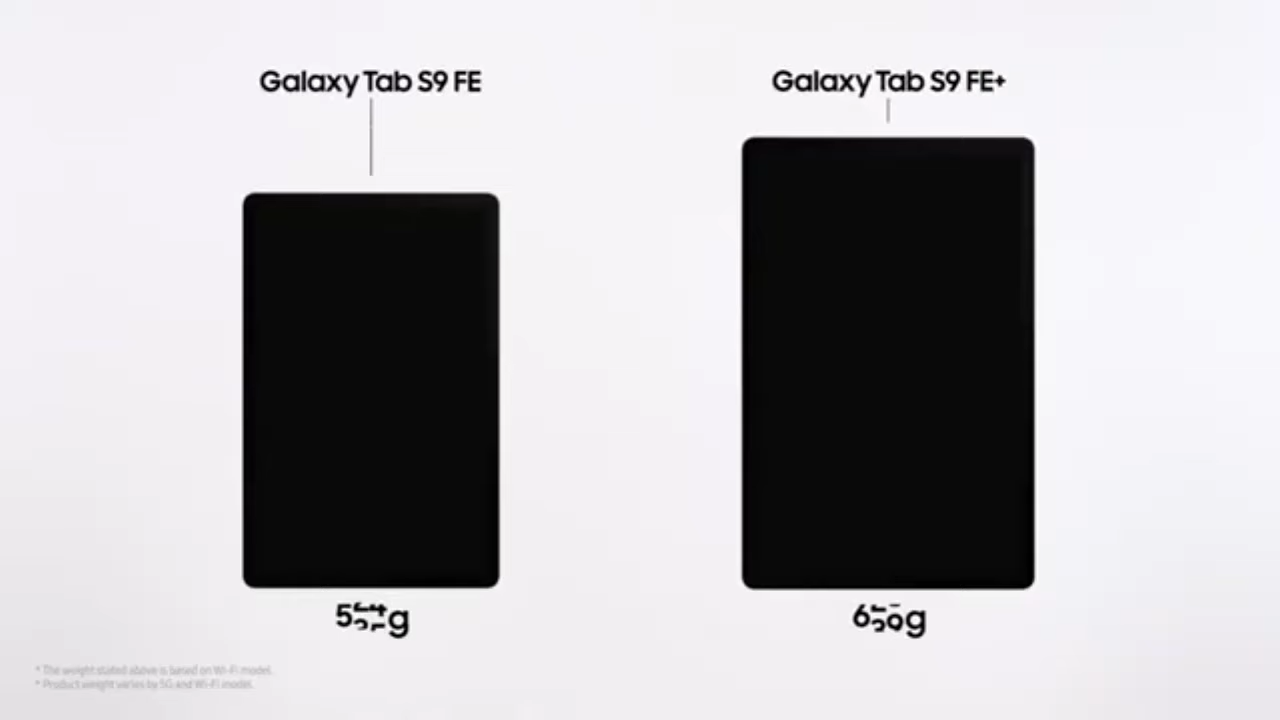 Galaxy Tab S9 FE
Galaxy Tab S9 FE+
* The weight stated above is based on Wi-Fi model.
* Product weight varies by 5G and Wi-Fi model.